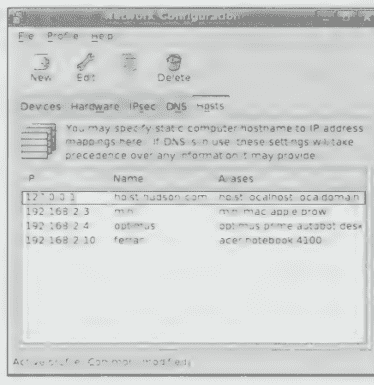 Network Configuration
File Profile Help
New Edit Delete
Devices Hardware IPsec DNS Hosts
You may specify static computer hostname to IP address
mappings here. If DNS is in use, these settings will take
precedence over any information it may provide.
IP Name Aliases
127.0.0.1 hoist.hudson.com hoist localhost localdomain
192.168.2.3 mini mini mac apple
192.168.2.4 optimus optimus prime autobot desk
192.168.2.10 acer notebook 4100
Active profile: Common (modified)